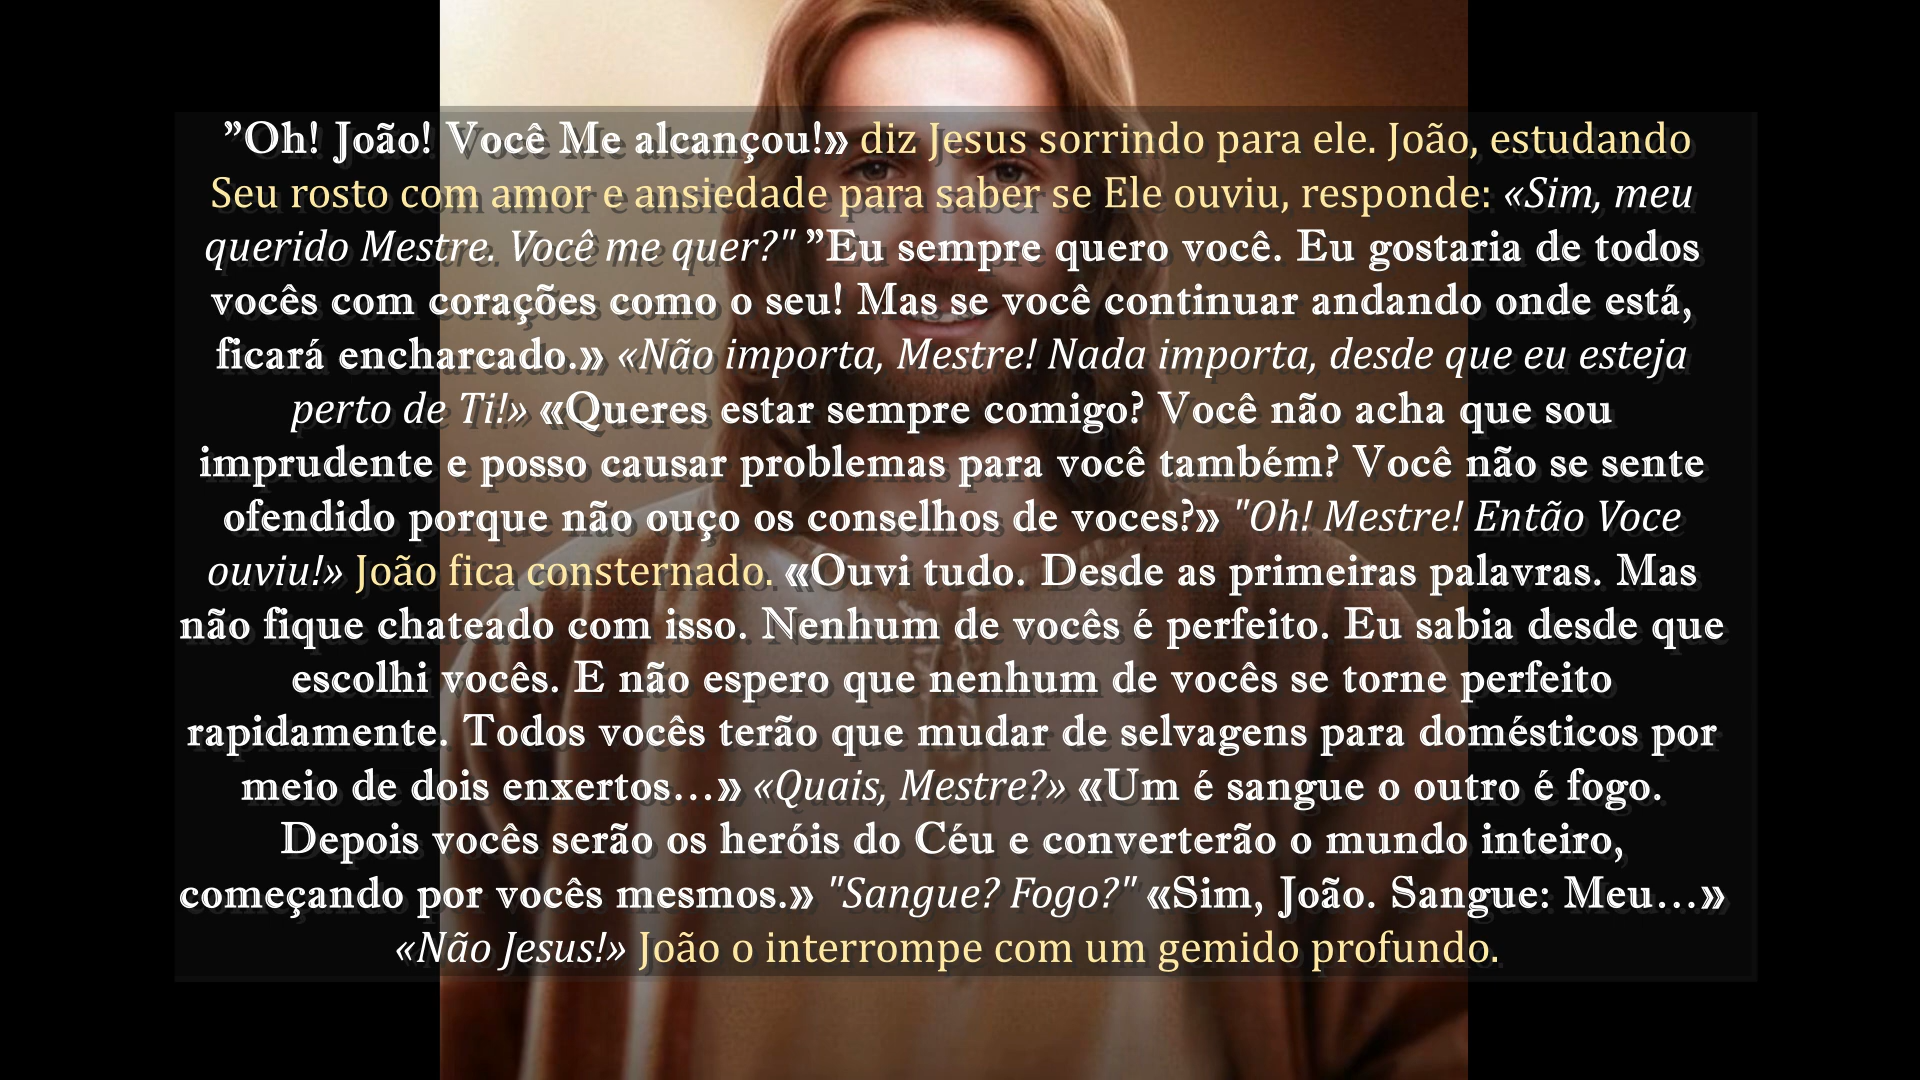 ”Oh! João! Você Me alcançou!» diz Jesus sorrindo para ele. João, estudando
Seu rosto com amor e ansiedade para saber se Ele ouviu, responde: «Sim, meu
querido Mestre. Você me quer?" ”Eu sempre quero você. Eu gostaria de todos
vocês com corações como o seu! Mas se você continuar andando onde está,
ficará encharcado.» «Não importa, Mestre! Nada importa, desde que eu esteja
perto de Ti!» «Queres estar sempre comigo? Você não acha que sou
imprudente e posso causar problemas para você também? Você não se sente
ofendido porque não ouço os conselhos de voces?» "Oh! Mestre! Então Voce
ouviu!» João fica consternado. «Ouvi tudo. Desde as primeiras palavras. Mas
não fique chateado com isso. Nenhum de vocês é perfeito. Eu sabia desde que
escolhi vocês. E não espero que nenhum de vocês se torne perfeito
rapidamente. Todos vocês terão que mudar de selvagens para domésticos por
meio de dois enxertos…» «Quais, Mestre?» «Um é sangue o outro é fogo.
Depois vocês serão os heróis do Céu e converterão o mundo inteiro,
começando por vocês mesmos.» "Sangue? Fogo?" «Sim, João. Sangue: Meu…»
«Não Jesus!» João o interrompe com um gemido profundo.